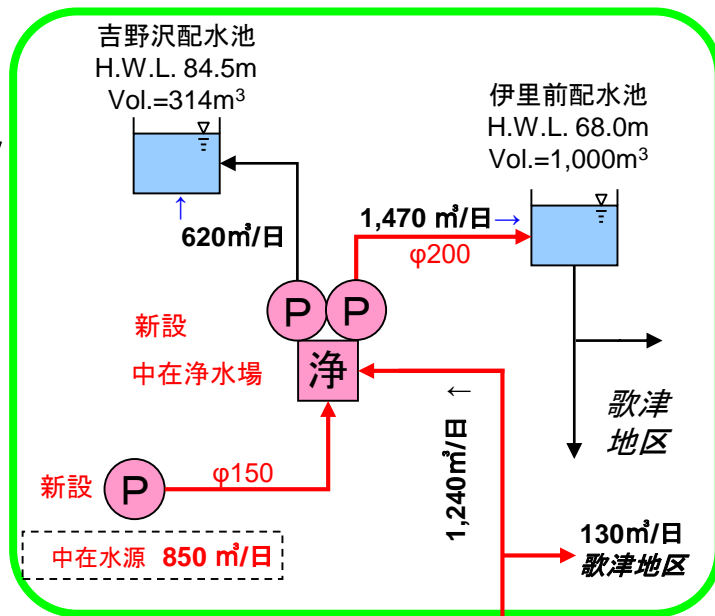 吉野沢配水池
H.W.L. 84.5m
Vol.=314m³
伊里前配水池
H.W.L. 68.0m
Vol.=1,000m³
↑
620㎥/日
1,470 ㎥/日→
φ200
P P
新設
中在浄水場
浄
←
1,240㎥/日
歌津
地区
新設
P
φ150
中在水源 850 ㎥/日
130㎥/日
歌津地区